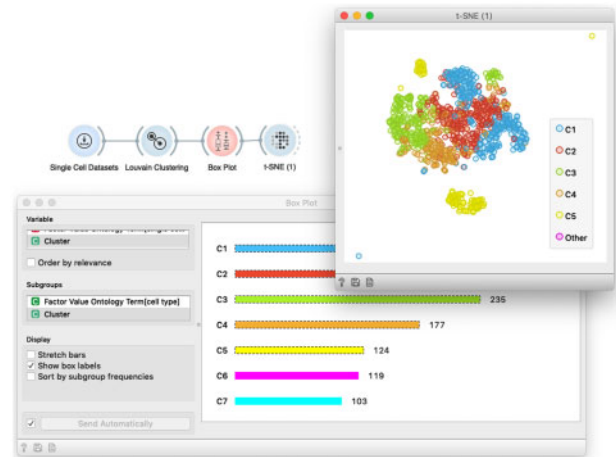 t-SNE (1)
C1
C2
C3
C4
C5
Other
Single Cell Datasets
Louvain Clustering
Box Plot
t-SNE (1)
Box Plot
Variable
Cluster
Order by relevance
Subgroups
Factor Value Ontology Term[cell type]
Cluster
Display
Stretch bars
Show box labels
Sort by subgroup frequencies
Send Automatically
C1
C2
C3 235
C4 177
C5 124
C6 119
C7 103